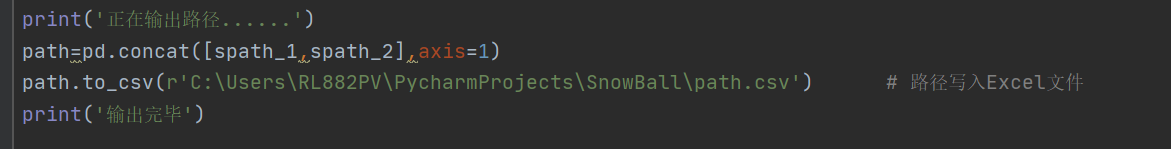 print('正在输出路径......')
path=pd.concat([spath_1,spath_2],axis=1)
path.to_csv(r'C:\Users\RL882PV\PycharmProjects\SnowBall\path.csv')      # 路径写入Excel文件
print('输出完毕')